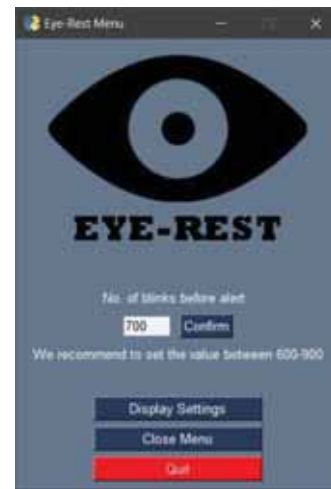 Eye-Rest Menu
EYE-REST
No. of blinks before alert
700 Confirm
We recommend to set the value between 600-900
Display Settings
Close Menu
Quit